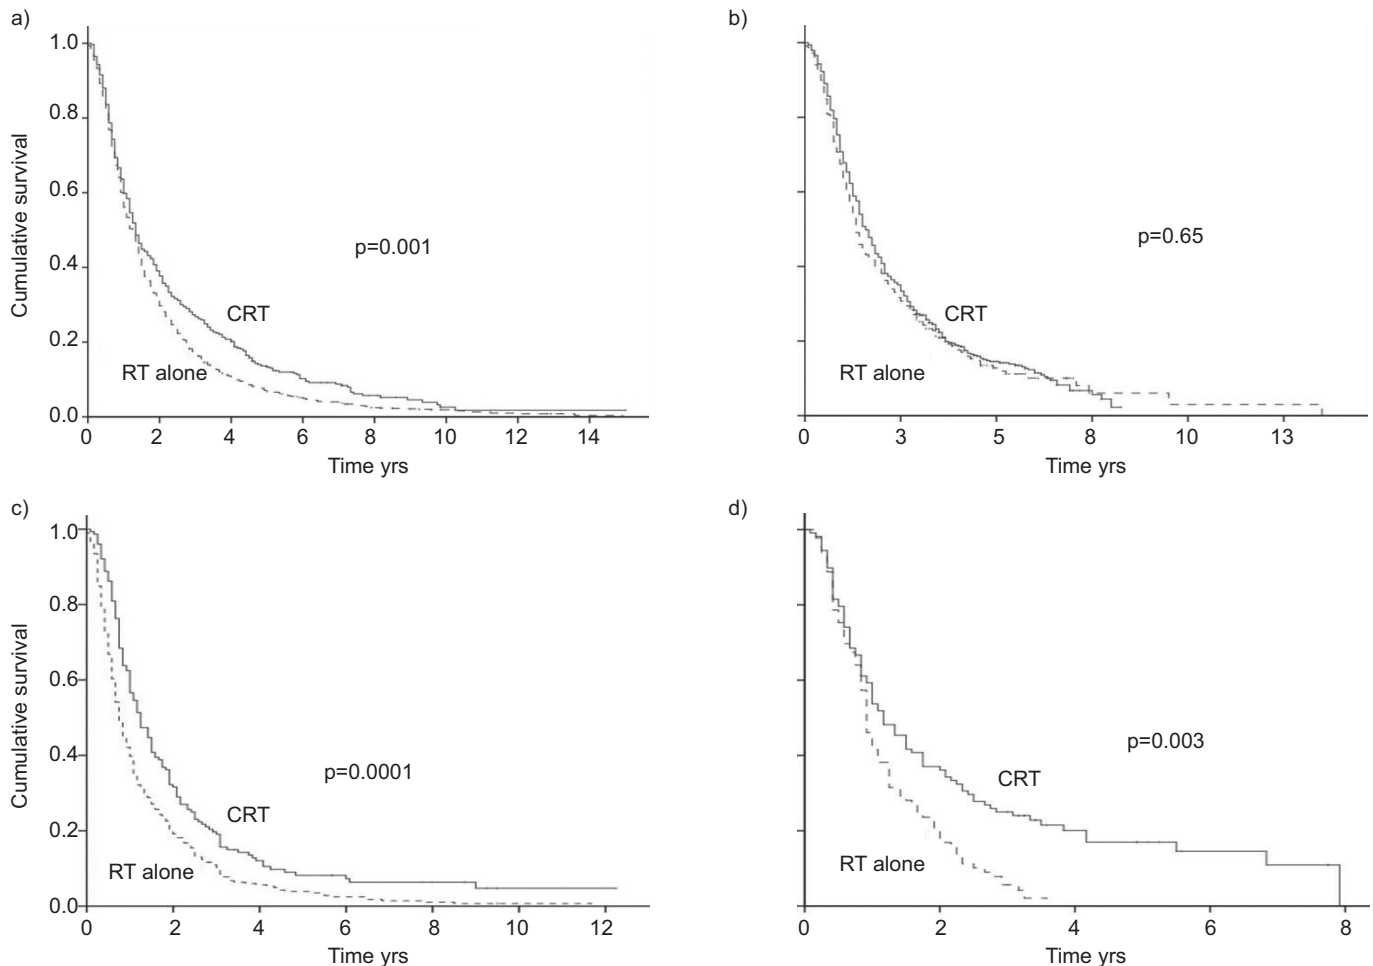 a)
Cumulative survival
1.0
0.8
0.6
0.4
0.2
0.0
p=0.001
CRT
RT alone
0 2 4 6 8 10 12 14
Time yrs
b)
p=0.65
CRT
RT alone
0 3 5 8 10 13
Time yrs
c)
Cumulative survival
1.0
0.8
0.6
0.4
0.2
0.0
p=0.0001
CRT
RT alone
0 2 4 6 8 10 12
Time yrs
d)
p=0.003
CRT
RT alone
0 2 4 6 8
Time yrs